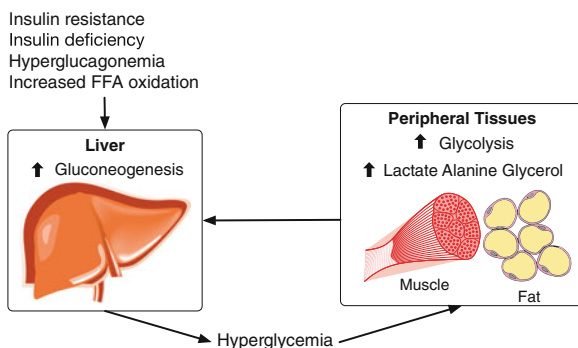 Insulin resistance
Insulin deficiency
Hyperglucagonemia
Increased FFA oxidation
Liver
⬆ Gluconeogenesis
Peripheral Tissues
⬆ Glycolysis
⬆ Lactate Alanine Glycerol
Muscle
Fat
Hyperglycemia